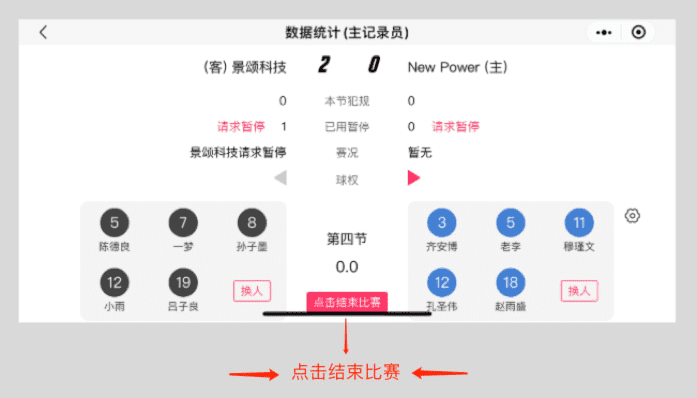 数据统计(主记录员)
(客) 景颂科技 2 0 New Power (主)
0 本节犯规 0
请求暂停 1 已用暂停 0 请求暂停
景颂科技请求暂停 赛况 暂无
球权
5 7 8 3 5 11
陈德良 一梦 孙子墨 第四节 齐安博 老李 穆瑾文
0.0
12 19 换人 12 18 换人
小雨 吕子良 点击结束比赛 孔圣伟 赵雨盛
点击结束比赛